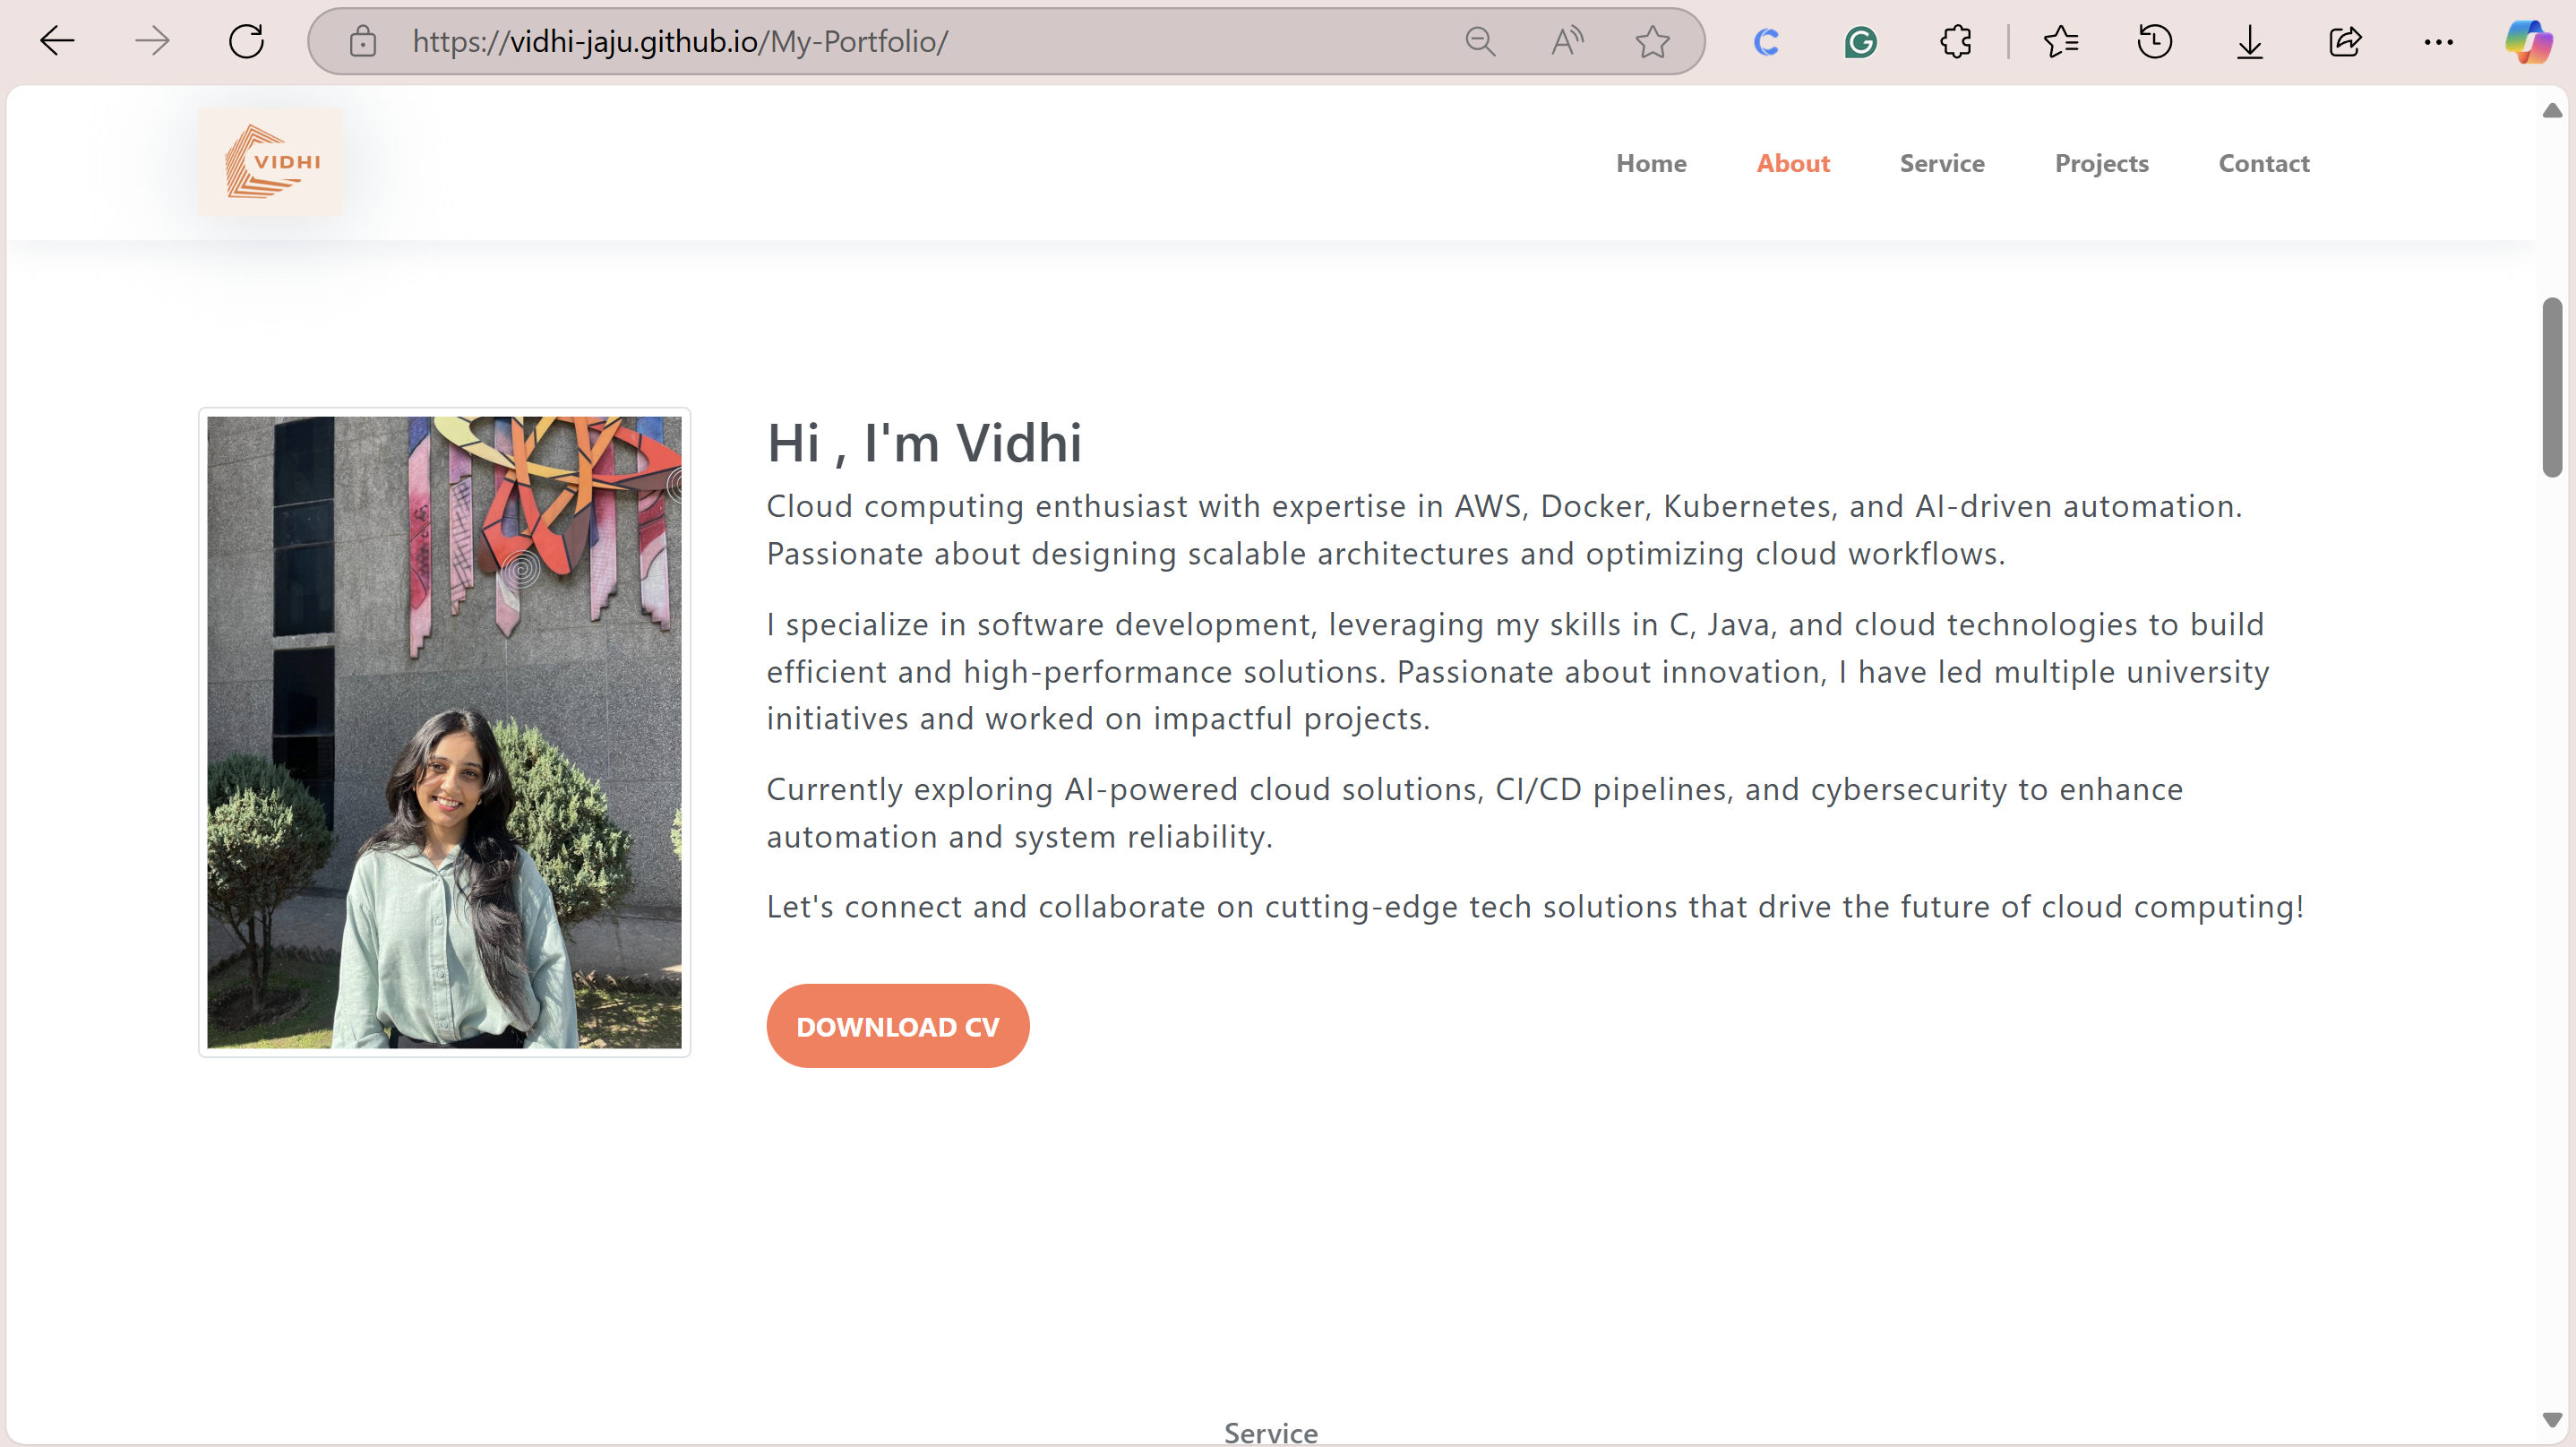 https://vidhi-jaju.github.io/My-Portfolio/
VIDHI
Home About Service Projects Contact
Hi , I'm Vidhi
Cloud computing enthusiast with expertise in AWS, Docker, Kubernetes, and AI-driven automation.
Passionate about designing scalable architectures and optimizing cloud workflows.
I specialize in software development, leveraging my skills in C, Java, and cloud technologies to build
efficient and high-performance solutions. Passionate about innovation, I have led multiple university
initiatives and worked on impactful projects.
Currently exploring AI-powered cloud solutions, CI/CD pipelines, and cybersecurity to enhance
automation and system reliability.
Let's connect and collaborate on cutting-edge tech solutions that drive the future of cloud computing!
DOWNLOAD CV
Service